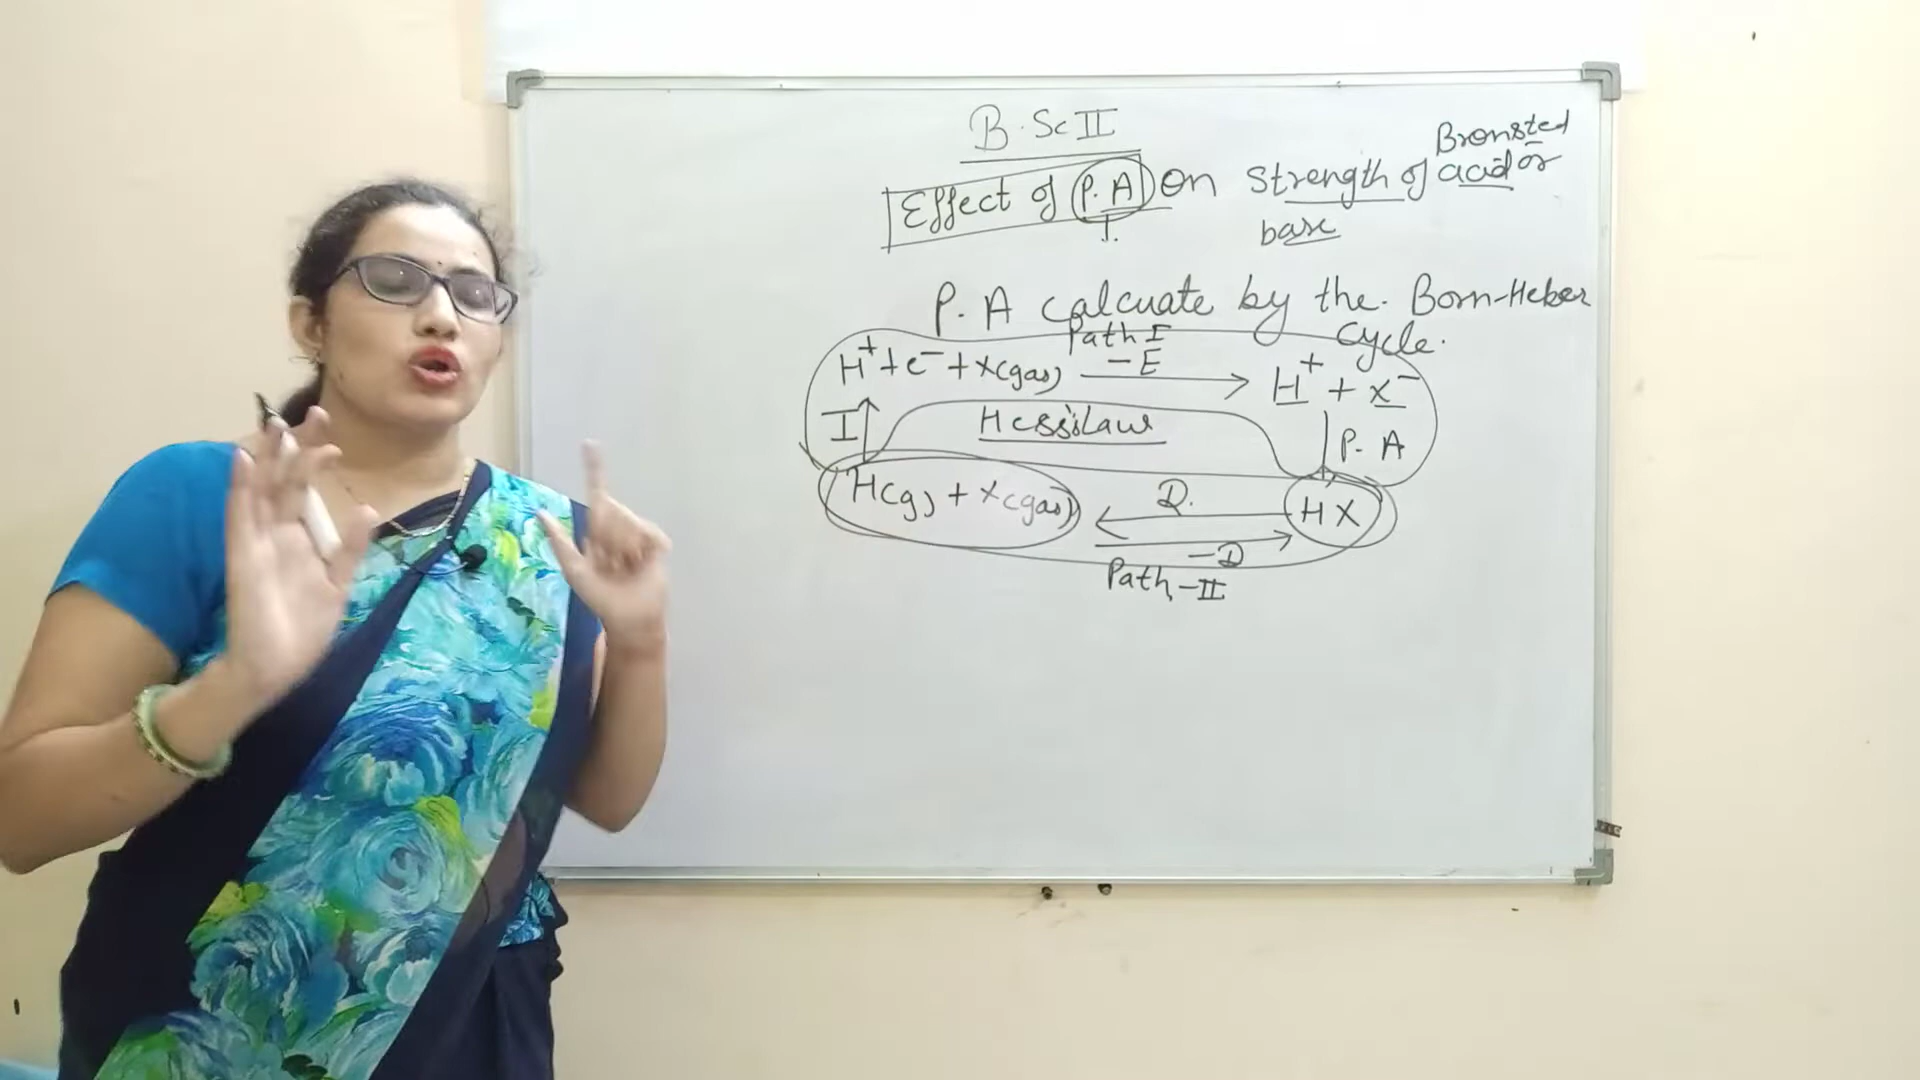 B.Sc II
Effect of P.A on Strength of Bronsted acid or
base
P.A calcuate by the Born-Heber
Cycle.
Path I
H⁺ + e⁻ + X(gas) —E→ H⁺ + X⁻
I Hess's Law P.A
H(g) + X(gas) D. HX
-D
Path-II